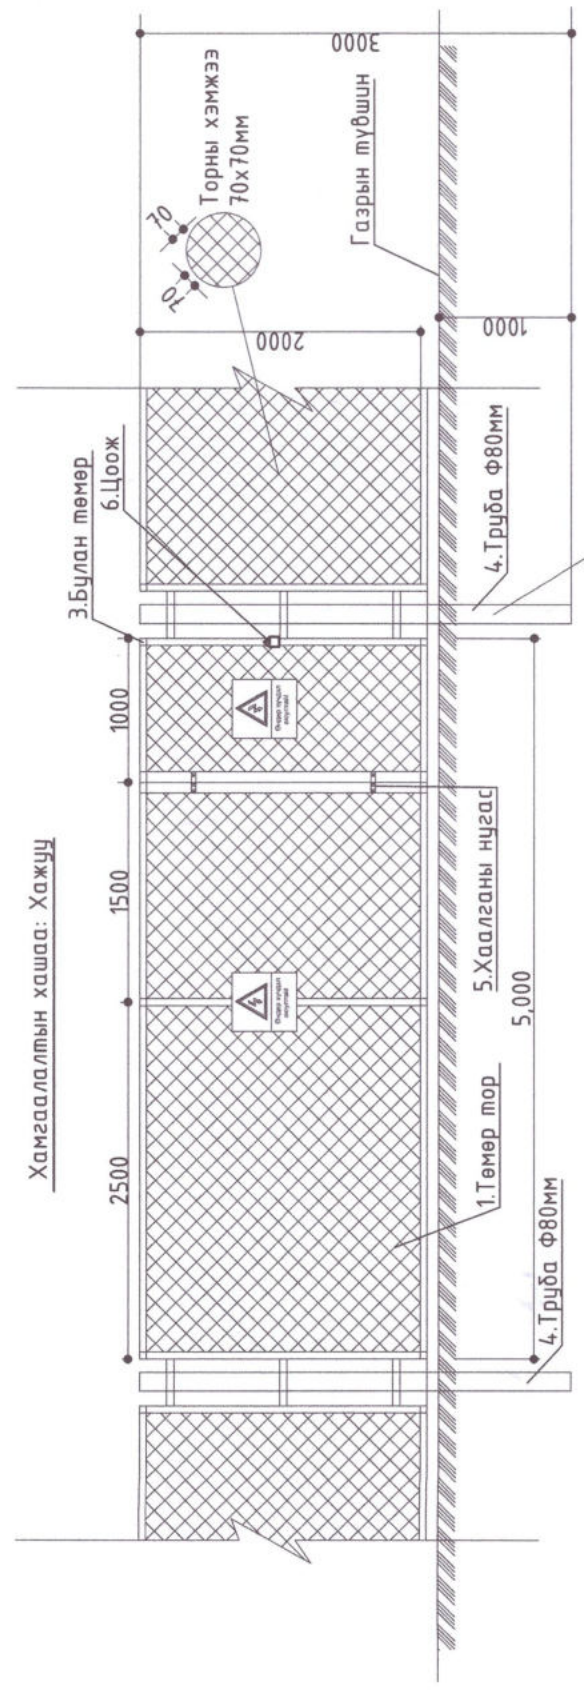 Хамгаалалтын хашаа: Хажуу
2500
1500
1000
3.Булан төмөр
6.Цоож
70
70
Торны хэмжээ
70x70мм
3000
2000
Газрын түвшин
1000
1.Төмөр тор
5.Хаалганы нугас
4.Труба Ф80мм
4.Труба Ф80мм
5,000